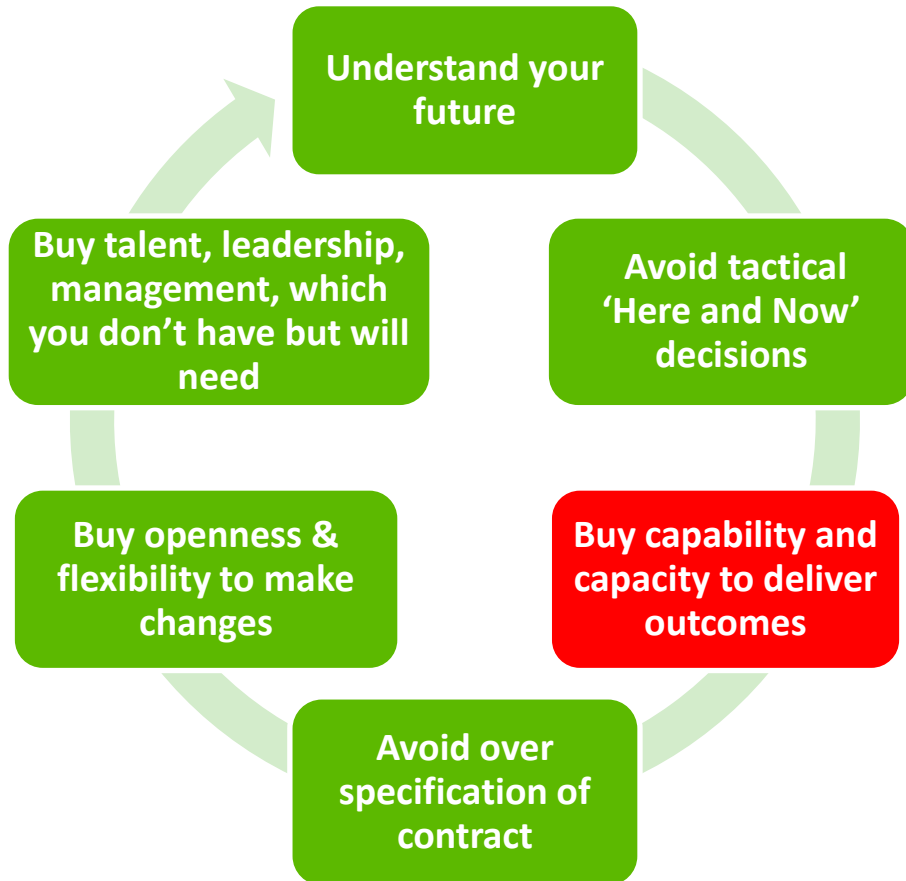 Understand your
future
Avoid tactical
‘Here and Now’
decisions
Buy capability and
capacity to deliver
outcomes
Avoid over
specification of
contract
Buy openness &
flexibility to make
changes
Buy talent, leadership,
management, which
you don’t have but will
need